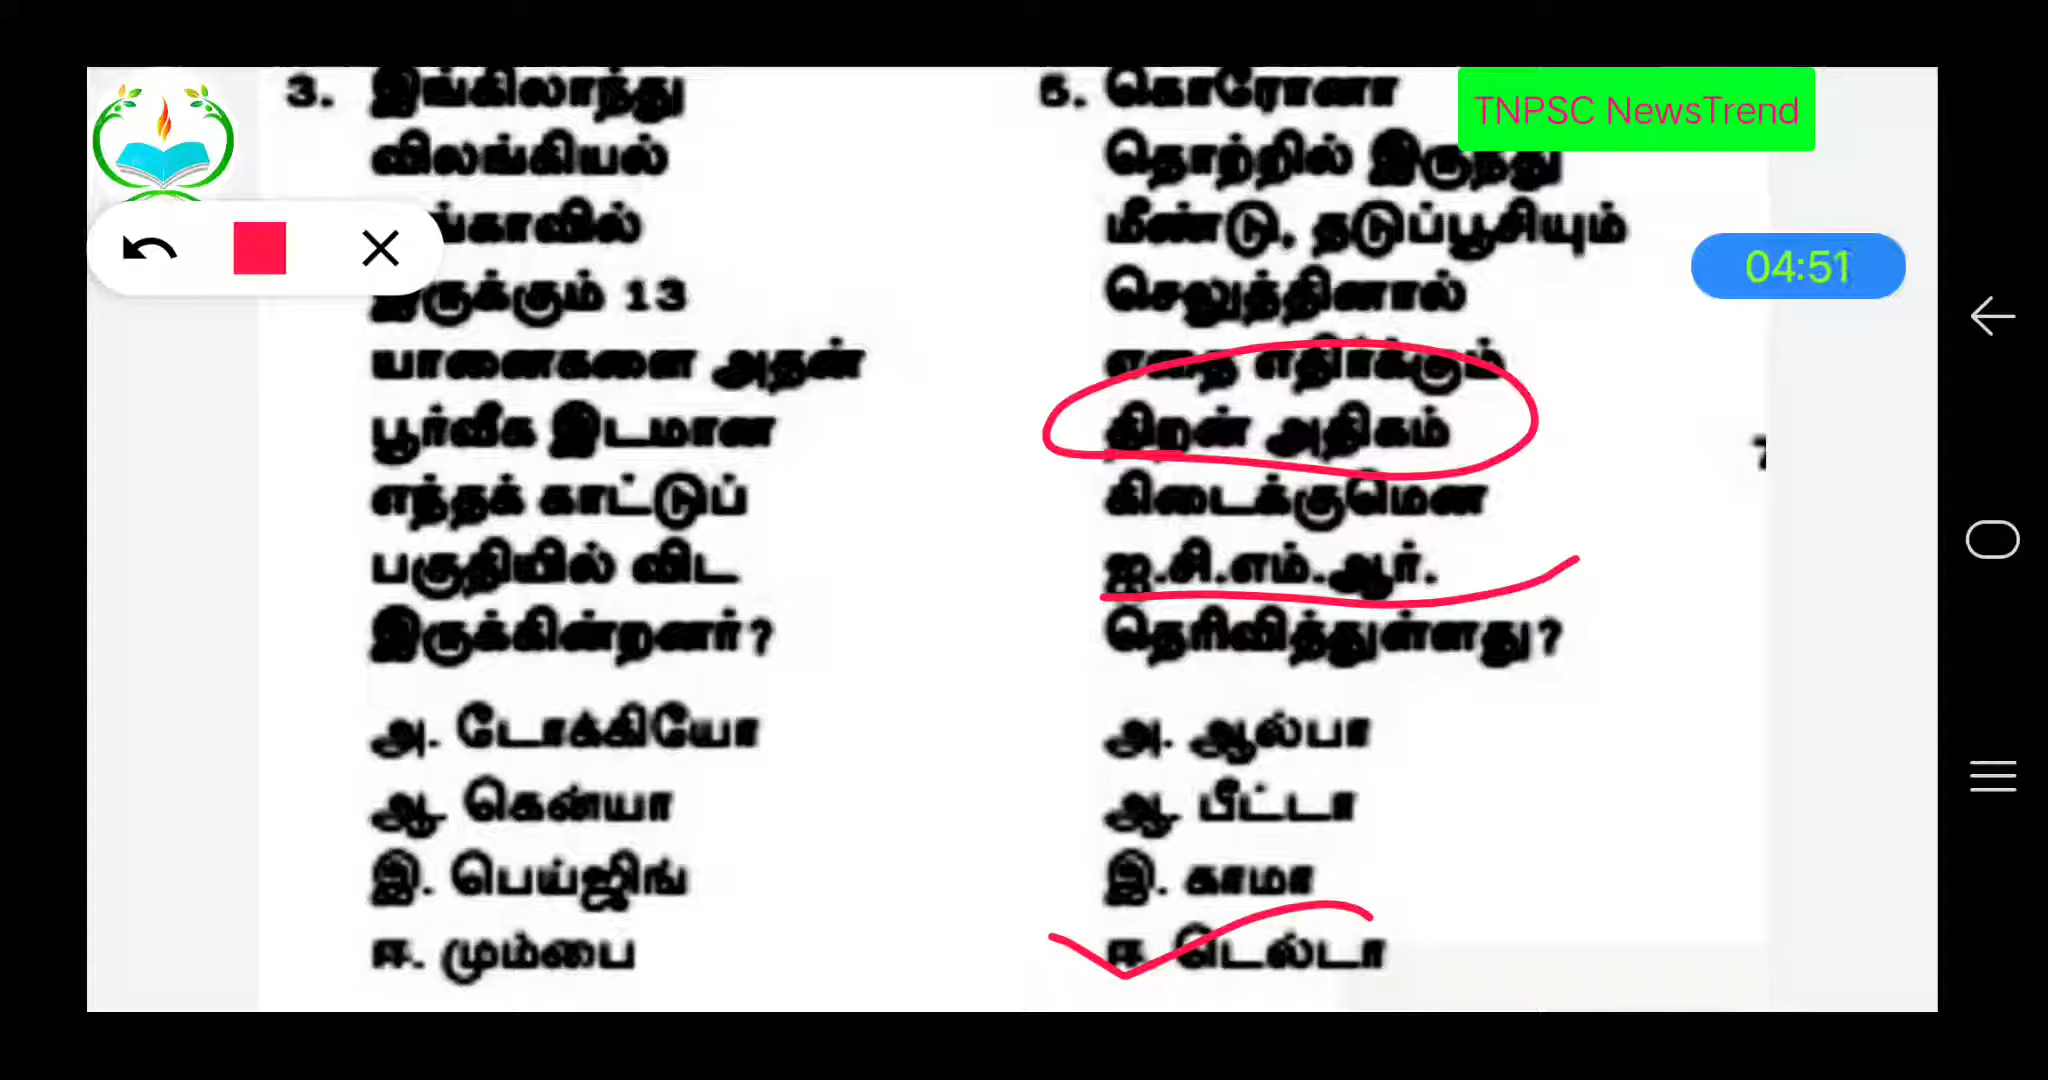 3. இங்கிலாந்து
விலங்கியல்
இருக்கும் 13
யானைகளை அதன்
பூர்வீக இடமான
எந்தக் காட்டுப்
பகுதியில் விட
இருக்கின்றனர்?
அ. டோக்கியோ
ஆ. கென்யா
இ. பெய்ஜிங்
ஈ. மும்பை
5. கொரோனா
தொற்றில் இருந்து
மீண்டு, தடுப்பூசியும்
செலுத்தினால்
எதை எதிர்க்கும்
திறன் அதிகம்
கிடைக்குமென
ஐ.சி.எம்.ஆர்.
தெரிவித்துள்ளது?
அ. ஆல்பா
ஆ. பீட்டா
இ. காமா
ஈ. டெல்டா
TNPSC NewsTrend
04:51